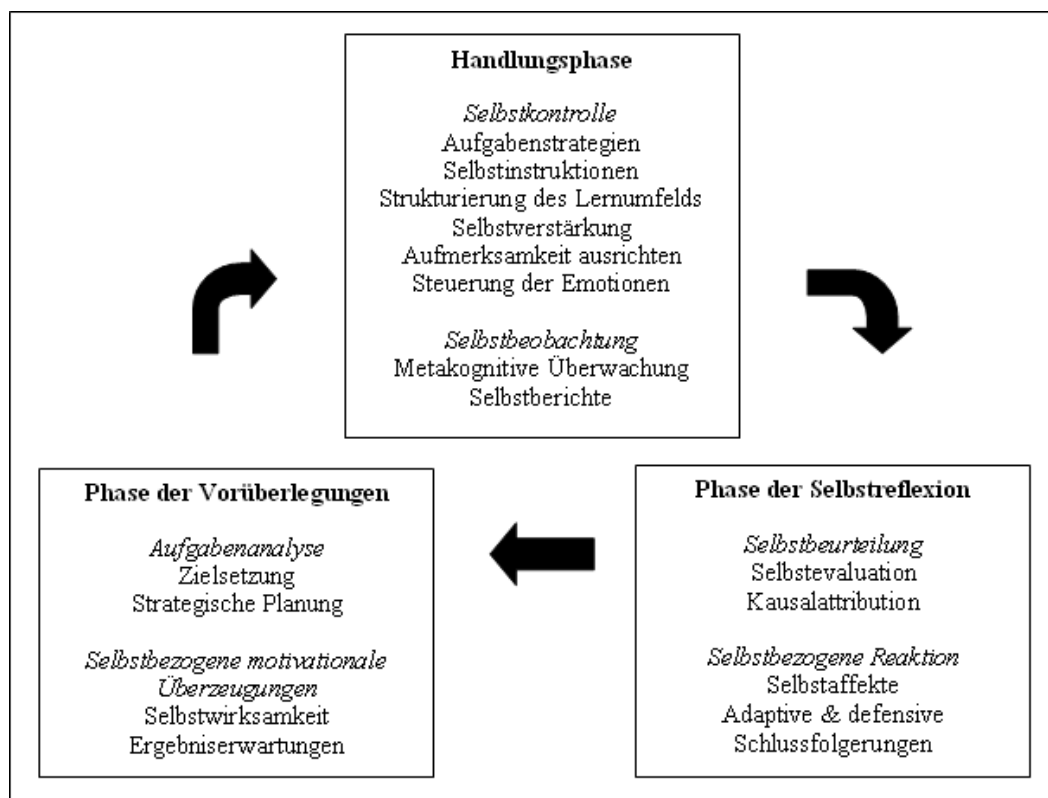 Handlungsphase
Selbstkontrolle
Aufgabenstrategien
Selbstinstruktionen
Strukturierung des Lernumfelds
Selbstverstärkung
Aufmerksamkeit ausrichten
Steuerung der Emotionen
Selbstbeobachtung
Metakognitive Überwachung
Selbstberichte
Phase der Vorüberlegungen
Aufgabenanalyse
Zielsetzung
Strategische Planung
Selbstbezogene motivationale
Überzeugungen
Selbstwirksamkeit
Ergebniserwartungen
Phase der Selbstreflexion
Selbstbeurteilung
Selbstevaluation
Kausalattribution
Selbstbezogene Reaktion
Selbstaffekte
Adaptive & defensive
Schlussfolgerungen